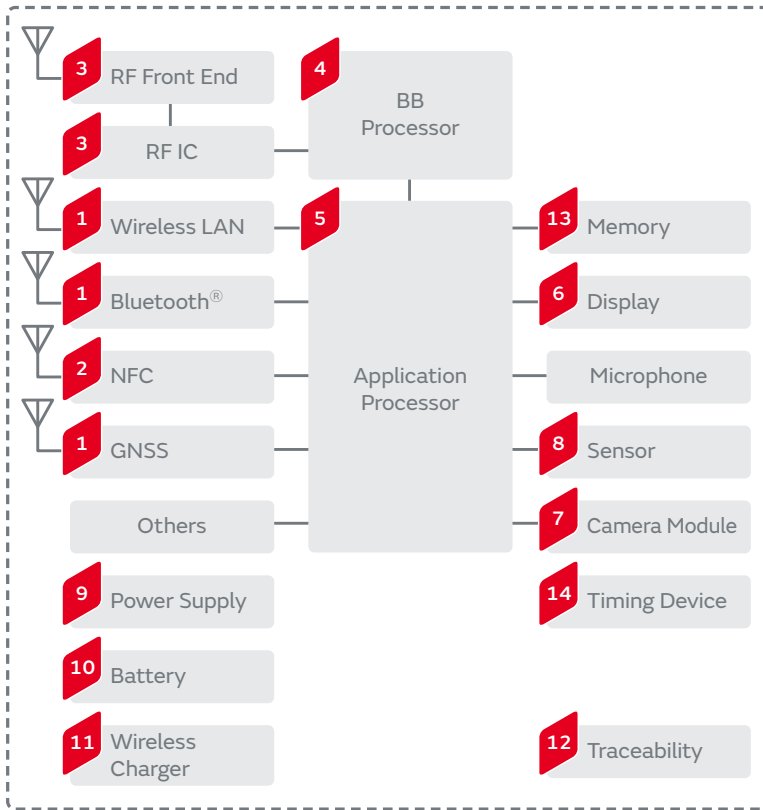 3
RF Front End
3
RF IC
4
BB
Processor
1
Wireless LAN
1
Bluetooth®
2
NFC
1
GNSS
Others
5
Application
Processor
13
Memory
6
Display
Microphone
8
Sensor
7
Camera Module
9
Power Supply
14
Timing Device
10
Battery
11
Wireless
Charger
12
Traceability